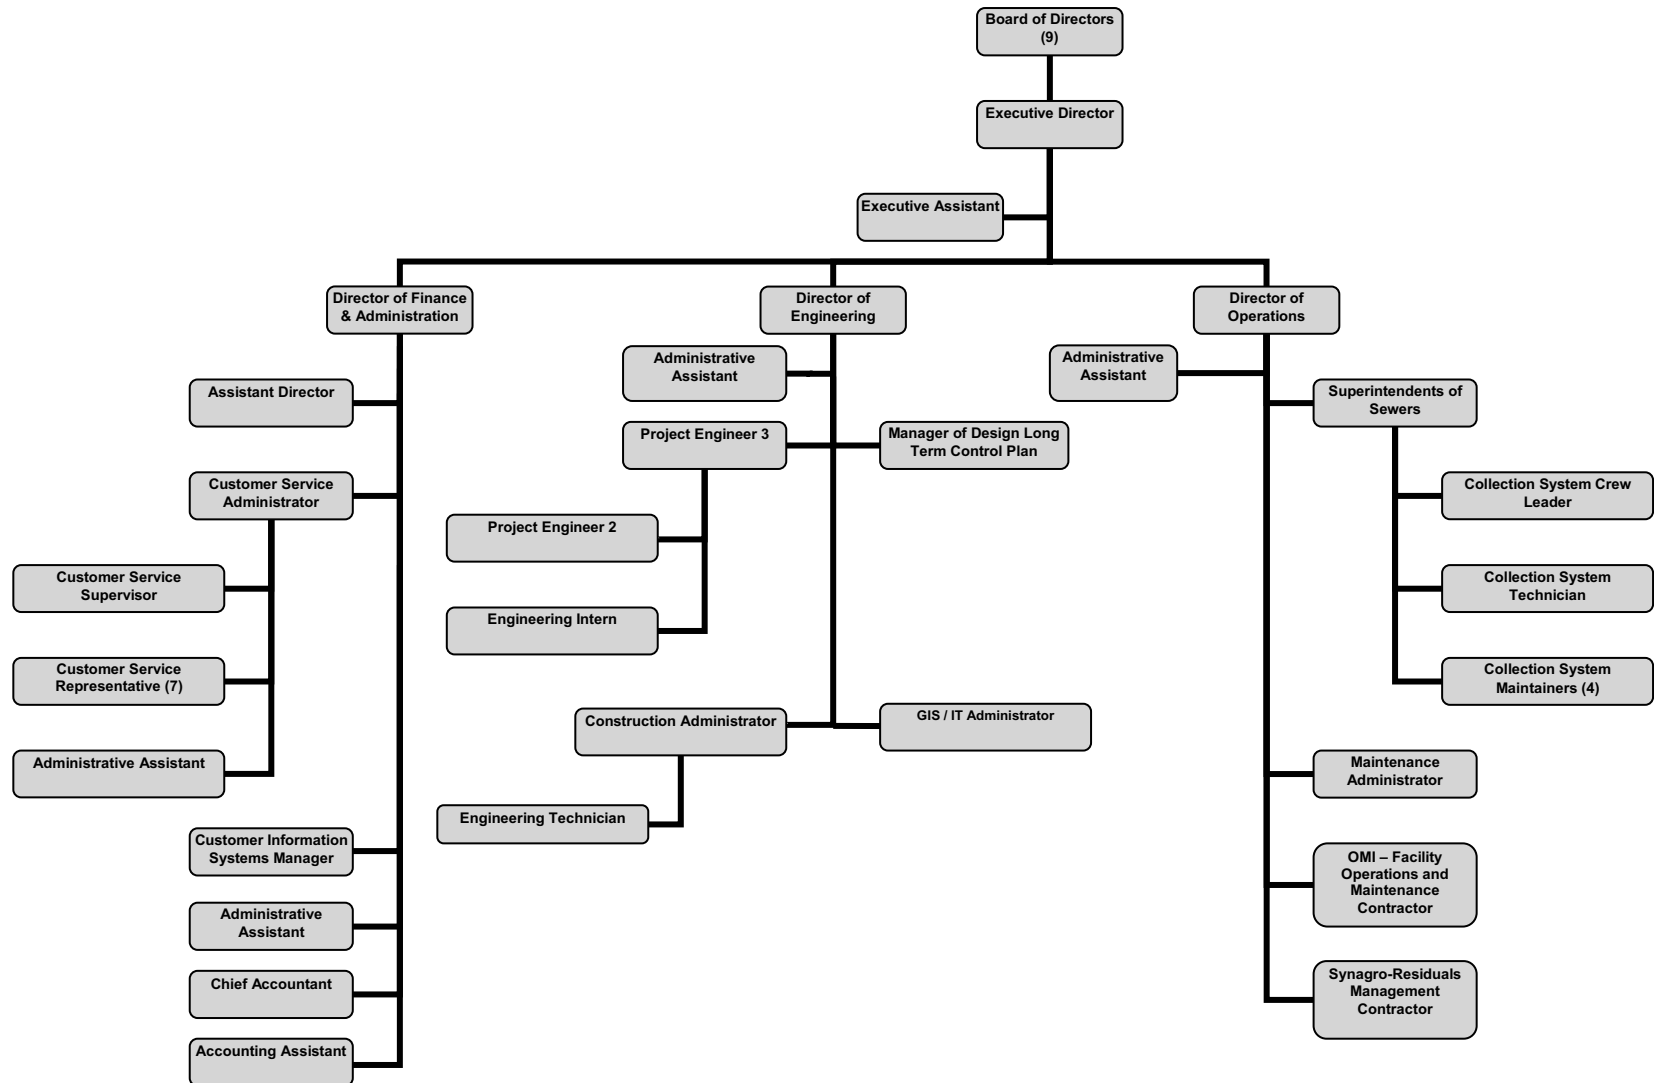 Board of Directors
(9)
Executive Director
Executive Assistant
Director of Finance
& Administration
Director of
Engineering
Director of
Operations
Administrative
Assistant
Administrative
Assistant
Assistant Director
Superintendents of
Sewers
Project Engineer 3
Manager of Design Long
Term Control Plan
Customer Service
Administrator
Collection System Crew
Leader
Project Engineer 2
Customer Service
Supervisor
Collection System
Technician
Engineering Intern
Customer Service
Representative (7)
Collection System
Maintainers (4)
Construction Administrator
GIS / IT Administrator
Administrative Assistant
Maintenance
Administrator
Engineering Technician
Customer Information
Systems Manager
OMI – Facility
Operations and
Maintenance
Contractor
Administrative
Assistant
Chief Accountant
Synagro-Residuals
Management
Contractor
Accounting Assistant